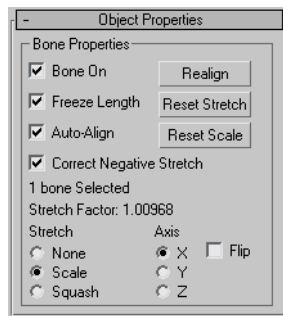 - Object Properties
Bone Properties
Bone On Realign
Freeze Length Reset Stretch
Auto-Align Reset Scale
Correct Negative Stretch
1 bone Selected
Stretch Factor: 1.00968
Stretch Axis
None X Flip
Scale Y
Squash Z